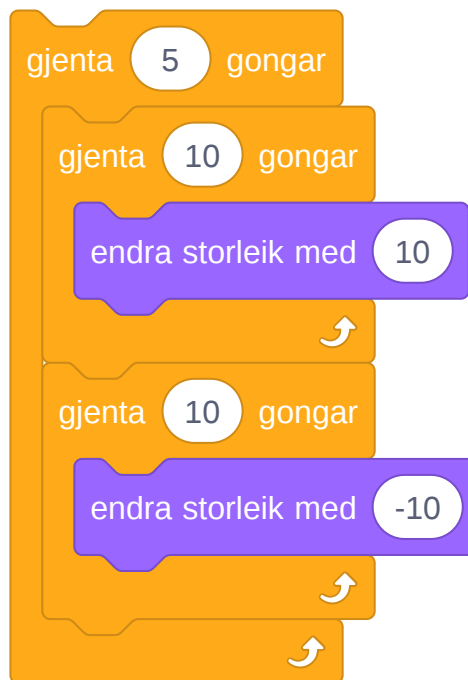 gjenta 5 gongar
gjenta 10 gongar
endra storleik med 10
gjenta 10 gongar
endra storleik med -10